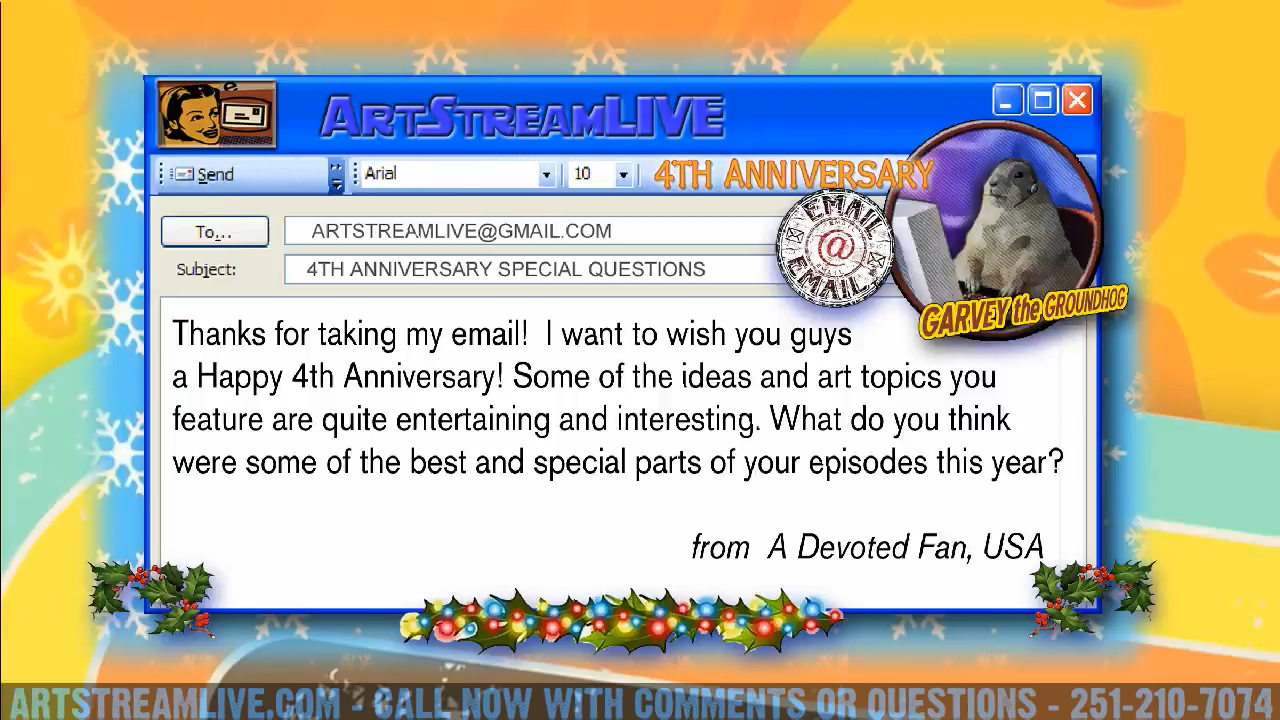 ArtStreamLIVE
Send
Arial
10
4TH ANNIVERSARY
To...
ARTSTREAMLIVE@GMAIL.COM
EMAIL
@
EMAIL
Subject:
4TH ANNIVERSARY SPECIAL QUESTIONS
GARVEY the GROUNDHOG
Thanks for taking my email!  I want to wish you guys
a Happy 4th Anniversary! Some of the ideas and art topics you
feature are quite entertaining and interesting. What do you think
were some of the best and special parts of your episodes this year?
from  A Devoted Fan, USA
ARTSTREAMLIVE.COM - CALL NOW WITH COMMENTS OR QUESTIONS - 251-210-7074